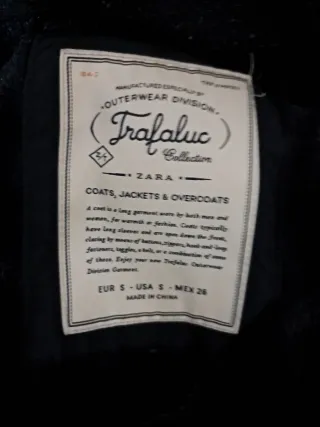 MANUFACTURED ESPECIALLY BY
OUTERWEAR DIVISION
Trafaluc
Collection
ZARA
COATS, JACKETS & OVERCOATS
A coat is a long garment worn by both men and
women, for warmth or fashion. Coats typically
have long sleeves and are open down the front,
closing by means of buttons, zippers, hook-and-loop
fasteners, toggles, a belt, or a combination of some
of these. Enjoy your new Trafaluc Outerwear
Division Garment.
EUR S - USA S - MEX 26
MADE IN CHINA